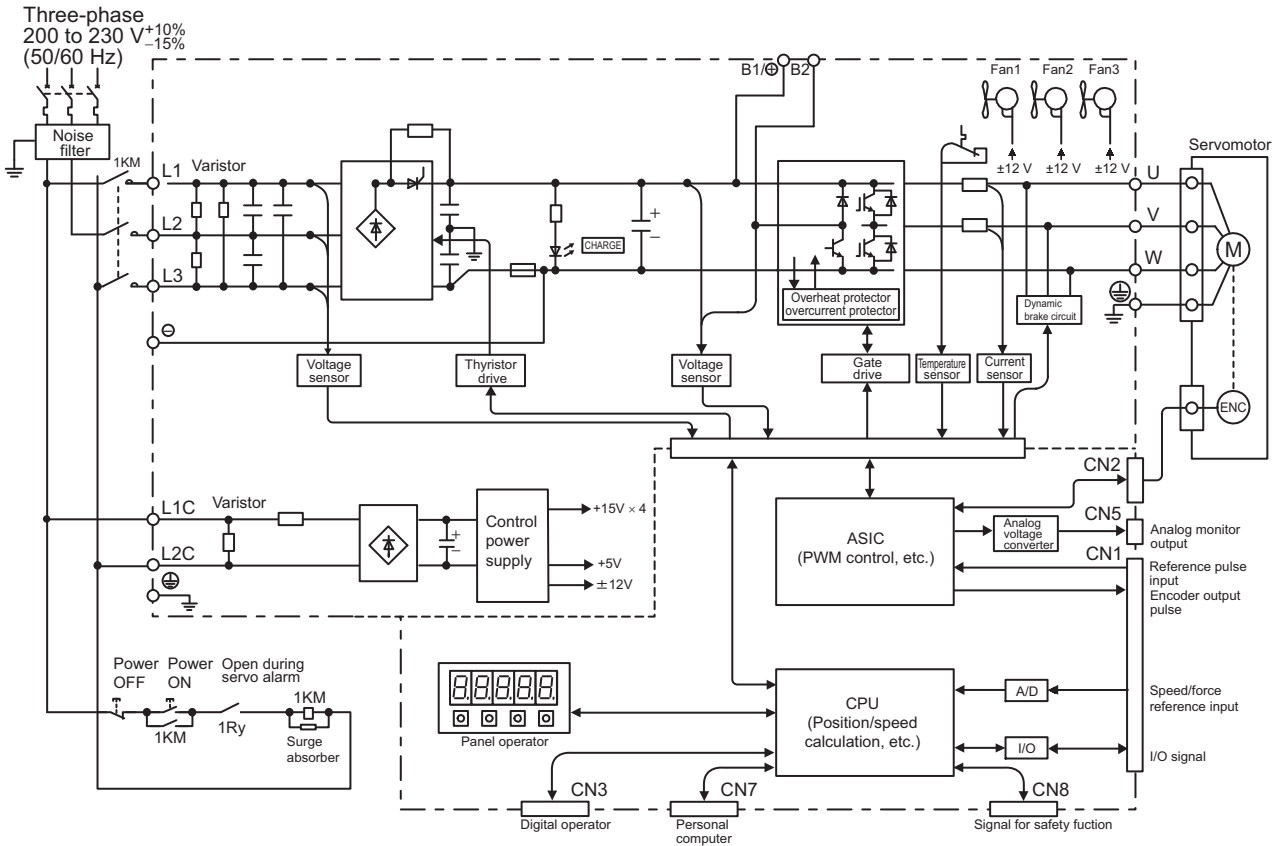 Three-phase
200 to 230 V +10%
−15%
(50/60 Hz)
Noise
filter
1KM
L1
Varistor
L2
L3
⊖
B1/⊕
B2
Fan1
Fan2
Fan3
±12 V
±12 V
±12 V
Servomotor
U
V
W
M
ENC
+
−
CHARGE
Overheat protector
overcurrent protector
Dynamic
brake circuit
Voltage
sensor
Thyristor
drive
Voltage
sensor
Gate
drive
Temperature
sensor
Current
sensor
L1C
Varistor
L2C
+
−
Control
power
supply
+15V × 4
+5V
±12V
ASIC
(PWM control, etc.)
Analog
voltage
converter
CN2
CN5
Analog monitor
output
CN1
Reference pulse
input
Encoder output
pulse
Power
OFF
Power
ON
Open during
servo alarm
1KM
1KM
1Ry
Surge
absorber
8.8.8.8.8.
Panel operator
CPU
(Position/speed
calculation, etc.)
A/D
Speed/force
reference input
I/O
I/O signal
CN3
Digital operator
CN7
Personal
computer
CN8
Signal for safety fuction